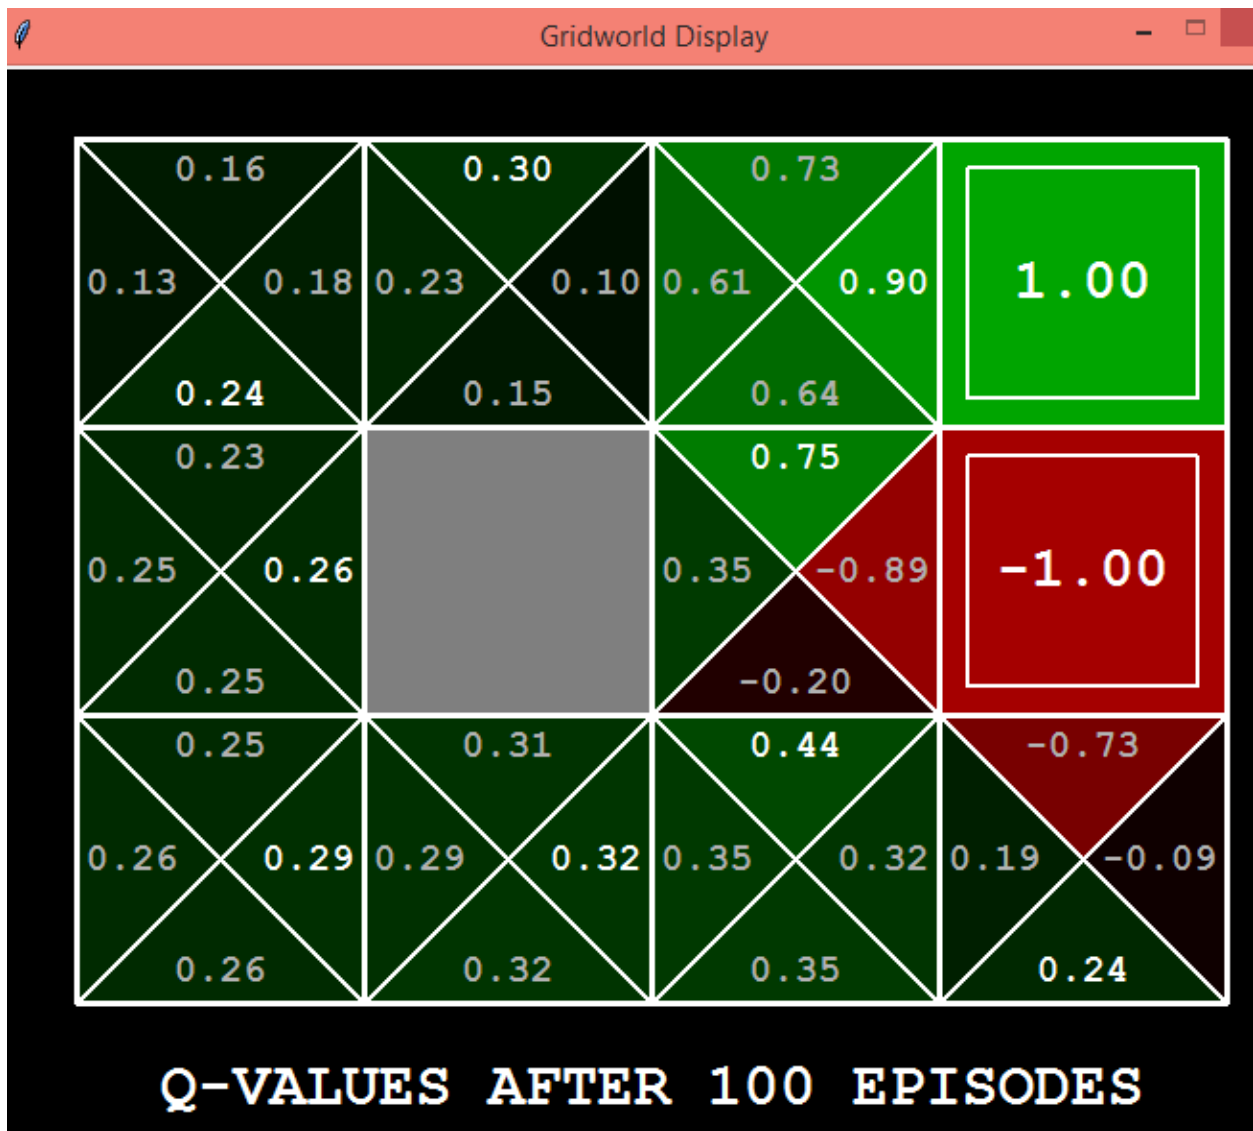 Gridworld Display
0.16 0.30 0.73
0.13 0.18 0.23 0.10 0.61 0.90 1.00
0.24 0.15 0.64
0.23 0.75
0.25 0.26 0.35 -0.89 -1.00
0.25 -0.20
0.25 0.31 0.44 -0.73
0.26 0.29 0.29 0.32 0.35 0.32 0.19 -0.09
0.26 0.32 0.35 0.24
Q-VALUES AFTER 100 EPISODES